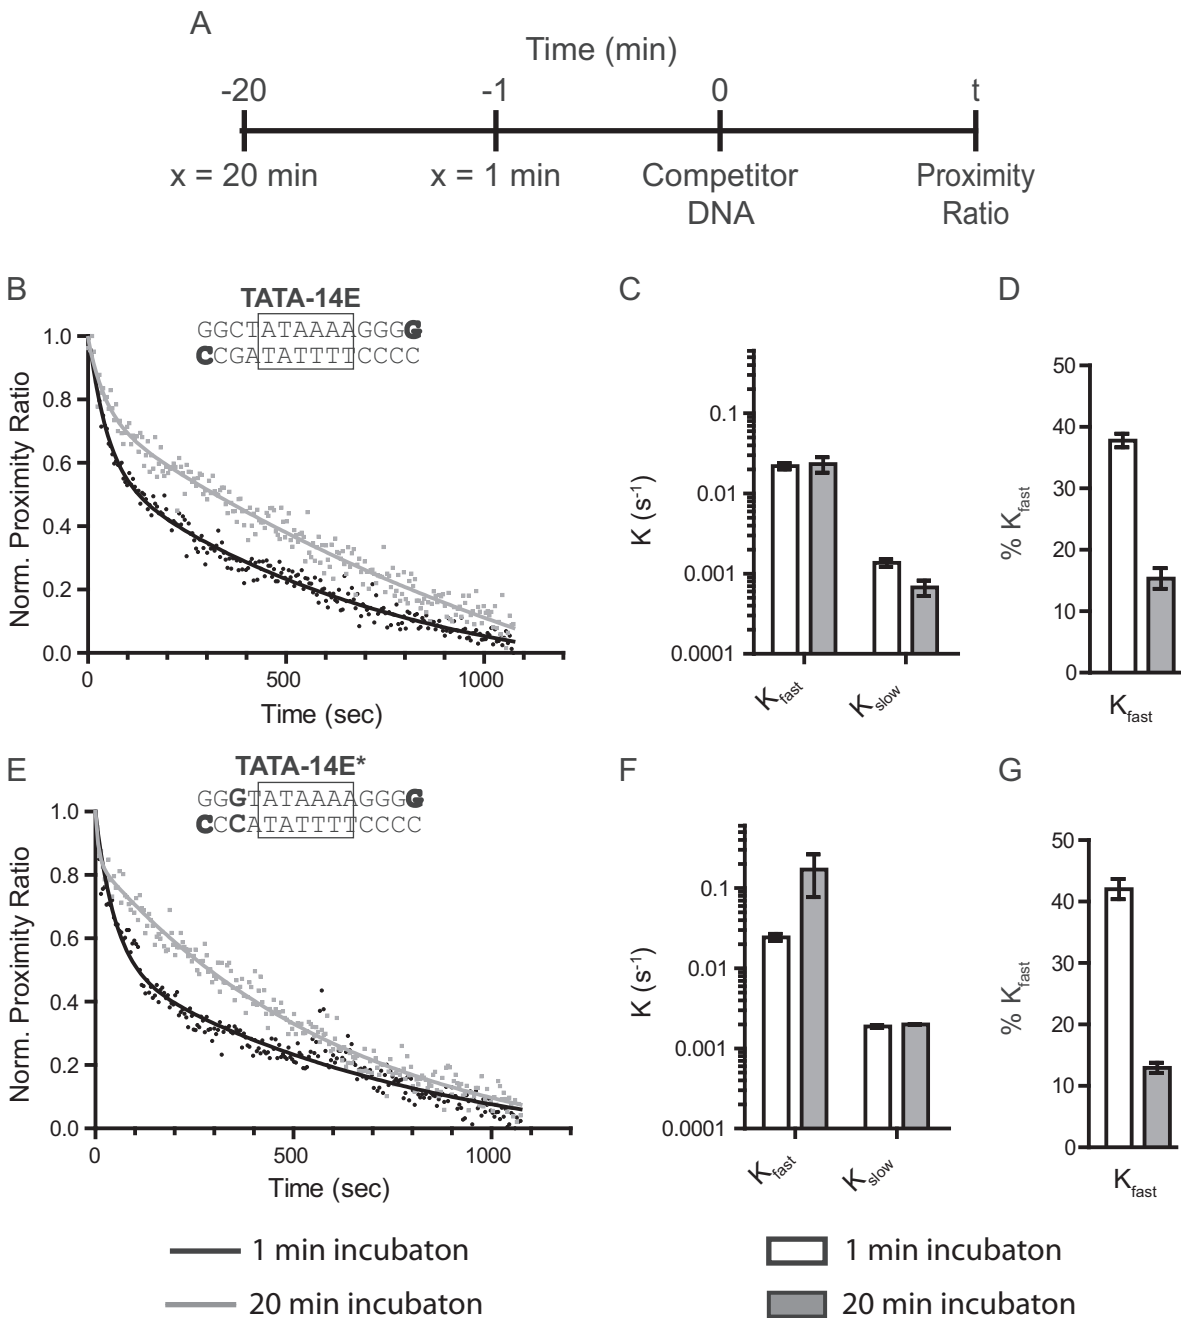 A
Time (min)
-20 -1 0 t
x = 20 min x = 1 min Competitor DNA Proximity Ratio
B
TATA-14E
GGCTATAAAAGGGG
CCGATATTTTCCCC
1.0
0.8
0.6
0.4
0.2
0.0
Norm. Proximity Ratio
0 500 1000
Time (sec)
C
0.1
0.01
0.001
0.0001
K (s-1)
Kfast Kslow
D
50
40
30
20
10
0
% Kfast
Kfast
E
TATA-14E*
GGGTATAAAAGGGG
CCCATATTTTCCCC
1.0
0.8
0.6
0.4
0.2
0.0
Norm. Proximity Ratio
0 500 1000
Time (sec)
F
0.1
0.01
0.001
0.0001
K (s-1)
Kfast Kslow
G
50
40
30
20
10
0
% Kfast
Kfast
1 min incubaton
20 min incubaton
1 min incubaton
20 min incubaton